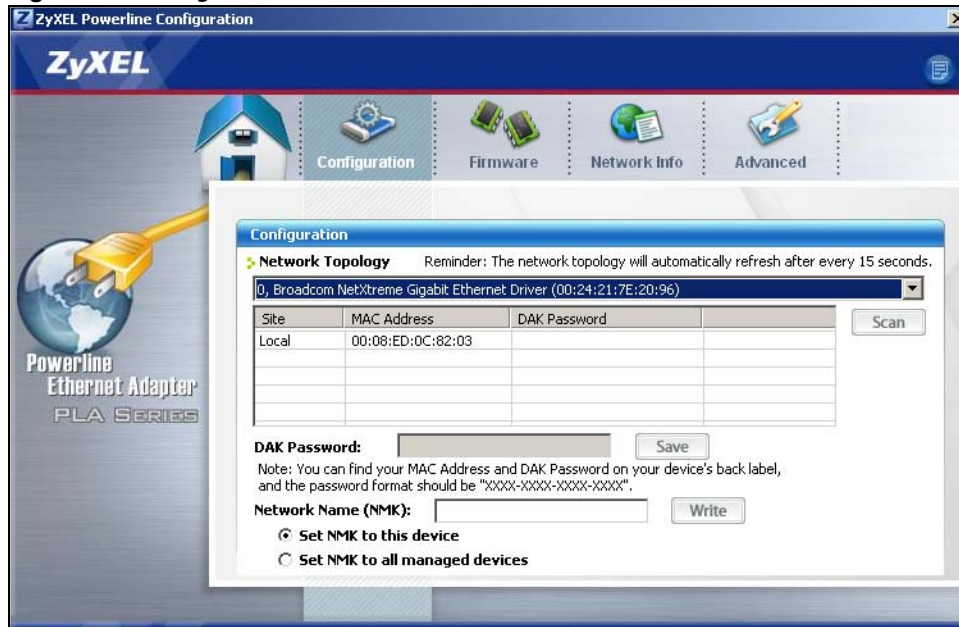 ZyXEL Powerline Configuration
ZyXEL
Configuration
Firmware
Network Info
Advanced
Powerline
Ethernet Adapter
PLA SERIES
Configuration
Network Topology Reminder: The network topology will automatically refresh after every 15 seconds.
0, Broadcom NetXtreme Gigabit Ethernet Driver (00:24:21:7E:20:96)
Site MAC Address DAK Password
Scan
Local 00:08:ED:0C:82:03
DAK Password: Save
Note: You can find your MAC Address and DAK Password on your device's back label,
and the password format should be "XXXX-XXXX-XXXX-XXXX".
Network Name (NMK): Write
Set NMK to this device
Set NMK to all managed devices